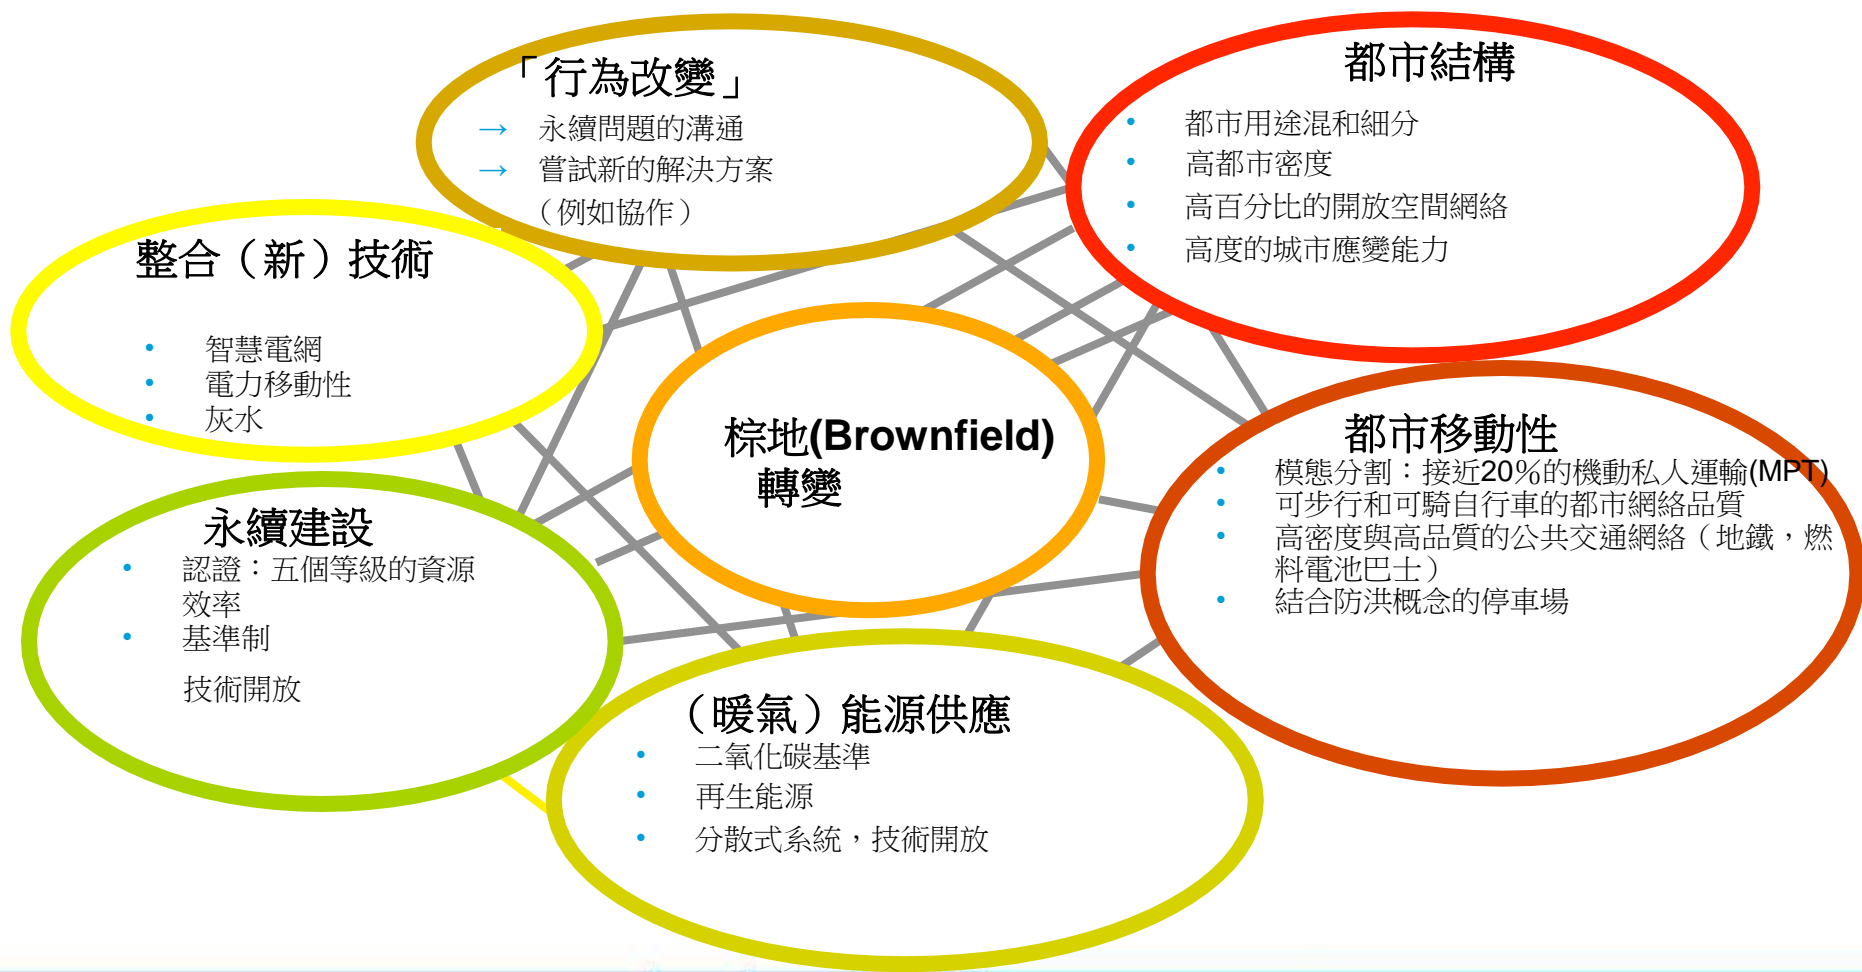 「行為改變」
→ 永續問題的溝通
→ 嘗試新的解決方案
（例如協作）
都市結構
• 都市用途混和細分
• 高都市密度
• 高百分比的開放空間網絡
• 高度的城市應變能力
整合（新）技術
• 智慧電網
• 電力移動性
• 灰水
棕地(Brownfield)
轉變
都市移動性
• 模態分割：接近20%的機動私人運輸(MPT)
• 可步行和可騎自行車的都市網絡品質
• 高密度與高品質的公共交通網絡（地鐵，燃
料電池巴士）
• 結合防洪概念的停車場
永續建設
• 認證：五個等級的資源
效率
• 基準制
技術開放
（暖氣）能源供應
• 二氧化碳基準
• 再生能源
• 分散式系統，技術開放